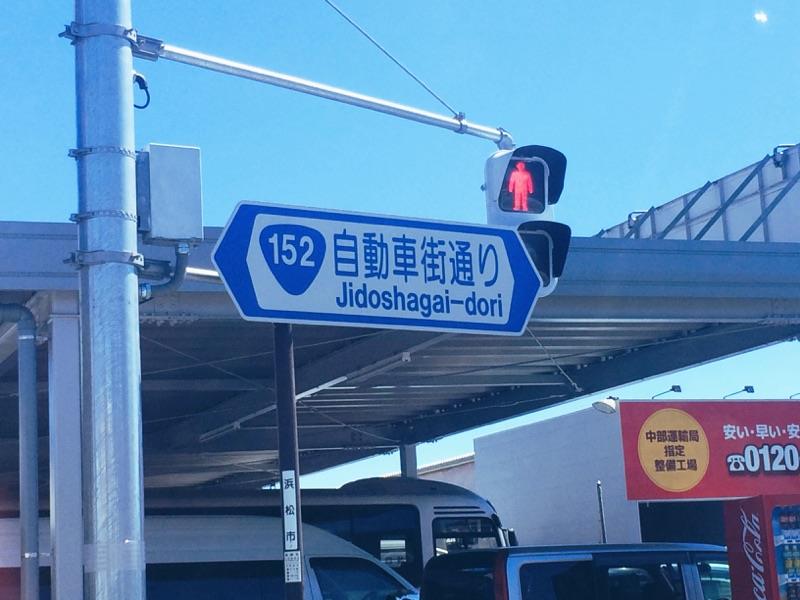 152
自動車街通り
Jidoshagai-dori
浜松市
中部運輸局
指定
整備工場
安い・早い・安
0120
Coca-Cola